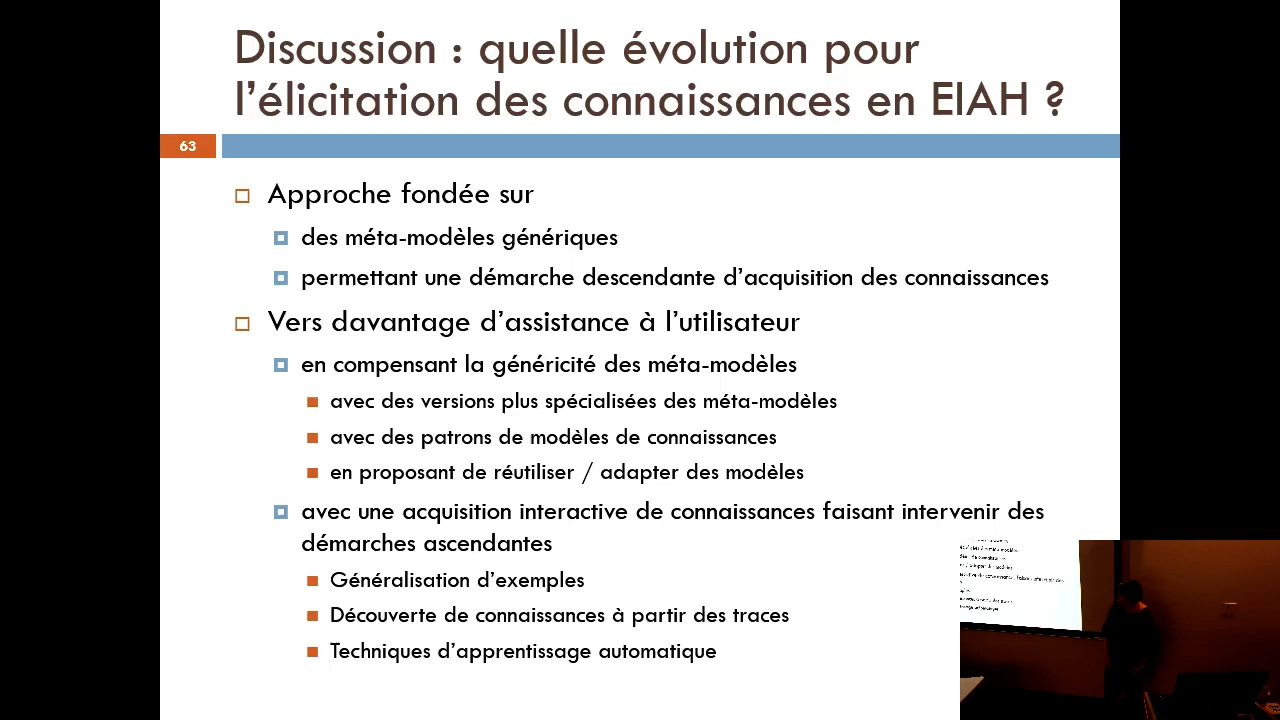 Discussion : quelle évolution pour
l'élicitation des connaissances en EIAH ?
63
Approche fondée sur
des méta-modèles génériques
permettant une démarche descendante d'acquisition des connaissances
Vers davantage d'assistance à l'utilisateur
en compensant la généricité des méta-modèles
avec des versions plus spécialisées des méta-modèles
avec des patrons de modèles de connaissances
en proposant de réutiliser / adapter des modèles
avec une acquisition interactive de connaissances faisant intervenir des
démarches ascendantes
Généralisation d'exemples
Découverte de connaissances à partir des traces
Techniques d'apprentissage automatique